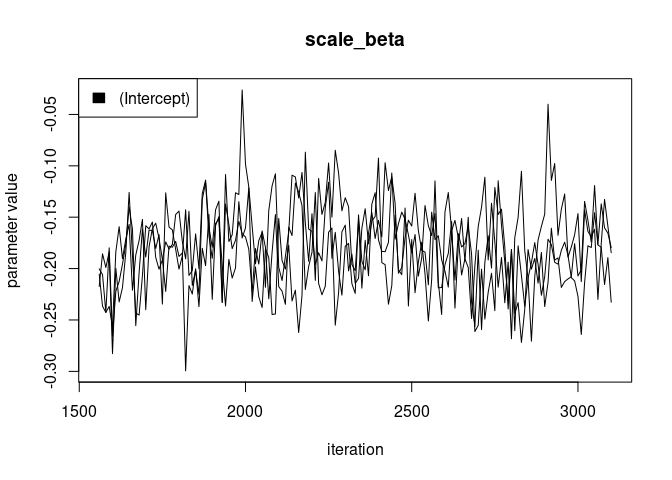 scale_beta
(Intercept)
parameter value
-0.05
-0.10
-0.15
-0.20
-0.25
-0.30
1500 2000 2500 3000
iteration